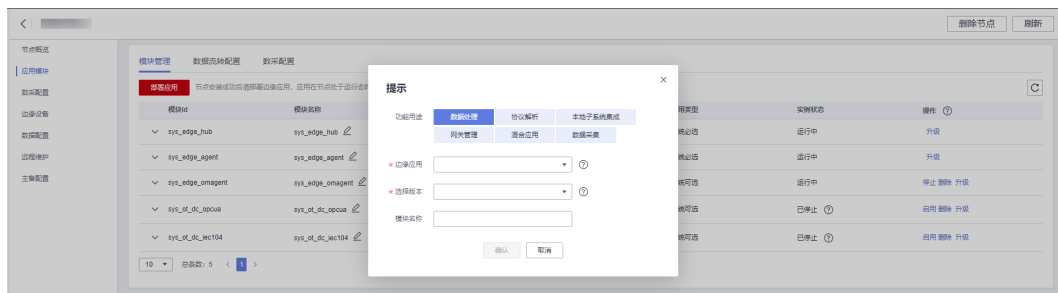 删除节点 刷新
节点概览
应用模块
数采配置
边缘设备
数据配置
远程维护
主备配置
模块管理 数据流转配置 数采配置
部署应用 节点安装成功后请部署边缘应用，应用在节点处于运行态时
模块Id 模块名称 用类型 实例状态 操作
sys_edge_hub sys_edge_hub 统必选 运行中 升级
sys_edge_agent sys_edge_agent 统必选 运行中 升级
sys_edge_omagent sys_edge_omagent 统可选 运行中 停止 删除 升级
sys_ot_dc_opcua sys_ot_dc_opcua 统可选 已停止 启用 删除 升级
sys_ot_dc_iec104 sys_ot_dc_iec104 统可选 已停止 启用 删除 升级
10 总条数：5 < 1 >
提示
功能用途 数据处理 协议解析 本地子系统集成
网关管理 混合应用 数据采集
* 边缘应用
* 选择版本
模块名称
确认 取消